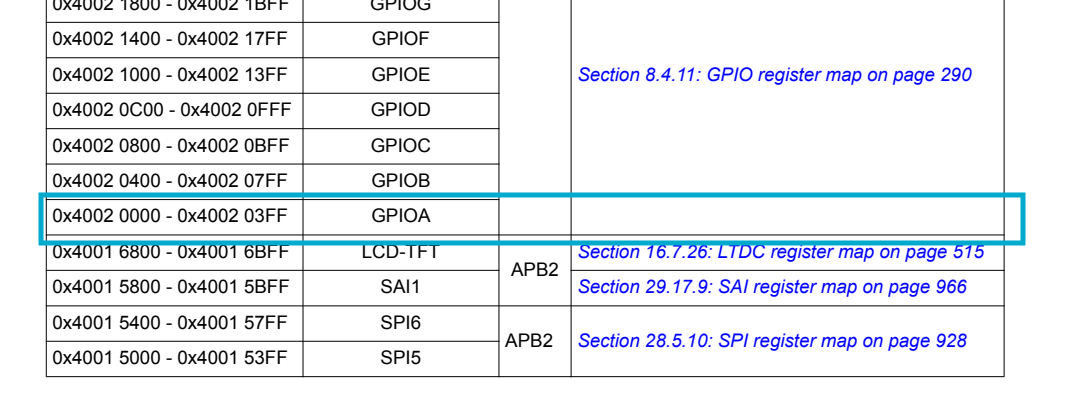 0x4002 1800 - 0x4002 1BFF GPIOG
0x4002 1400 - 0x4002 17FF GPIOF
0x4002 1000 - 0x4002 13FF GPIOE Section 8.4.11: GPIO register map on page 290
0x4002 0C00 - 0x4002 0FFF GPIOD
0x4002 0800 - 0x4002 0BFF GPIOC
0x4002 0400 - 0x4002 07FF GPIOB
0x4002 0000 - 0x4002 03FF GPIOA
0x4001 6800 - 0x4001 6BFF LCD-TFT APB2 Section 16.7.26: LTDC register map on page 515
0x4001 5800 - 0x4001 5BFF SAI1 Section 29.17.9: SAI register map on page 966
0x4001 5400 - 0x4001 57FF SPI6 APB2 Section 28.5.10: SPI register map on page 928
0x4001 5000 - 0x4001 53FF SPI5